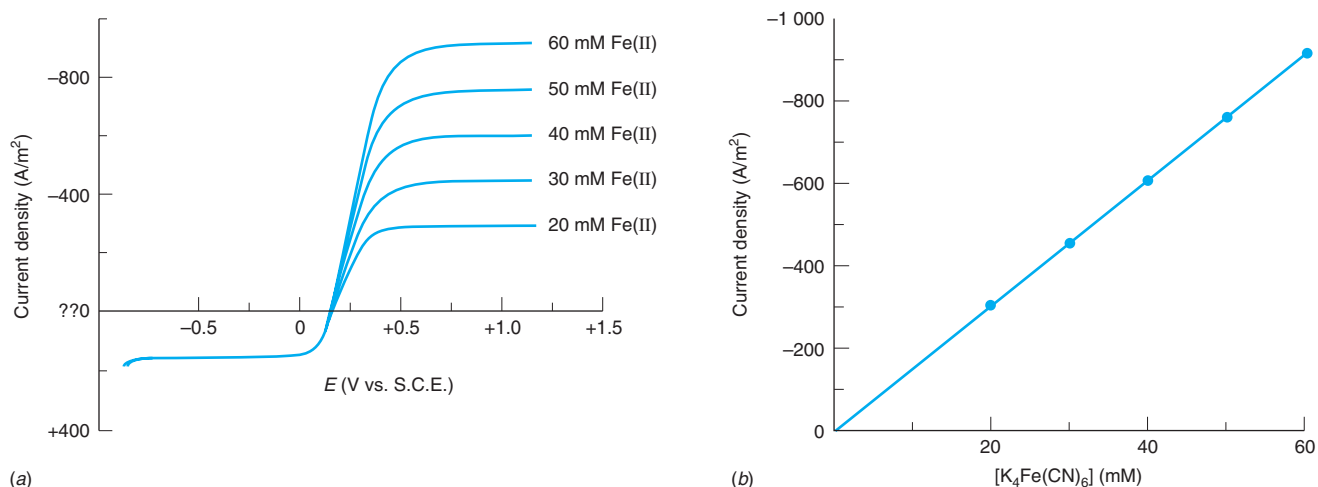 60 mM Fe(II)
–800
50 mM Fe(II)
40 mM Fe(II)
–400
30 mM Fe(II)
20 mM Fe(II)
??0
–0.5
0
+0.5
+1.0
+1.5
E (V vs. S.C.E.)
+400
Current density (A/m²)
(a)
–1 000
–800
–600
–400
–200
0
20
40
60
Current density (A/m²)
[K₄Fe(CN)₆] (mM)
(b)